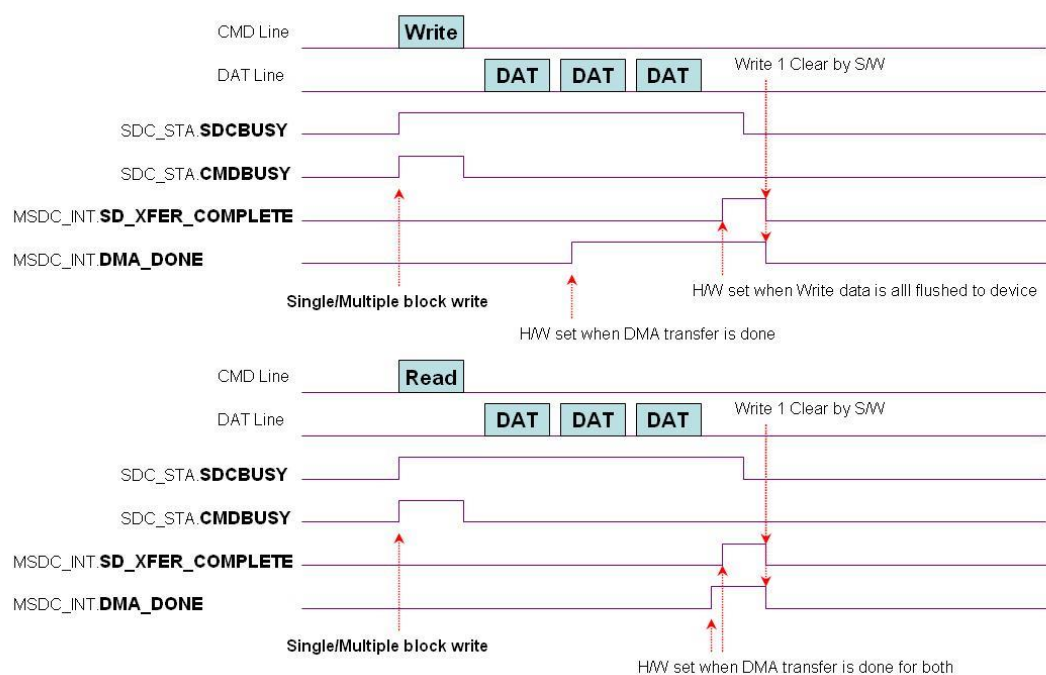 CMD Line
Write
DAT Line
DAT DAT DAT
Write 1 Clear by S/W
SDC_STA.SDCBUSY
SDC_STA.CMDBUSY
MSDC_INT.SD_XFER_COMPLETE
MSDC_INT.DMA_DONE
Single/Multiple block write
H/W set when Write data is alll flushed to device
H/W set when DMA transfer is done
CMD Line
Read
DAT Line
DAT DAT DAT
Write 1 Clear by S/W
SDC_STA.SDCBUSY
SDC_STA.CMDBUSY
MSDC_INT.SD_XFER_COMPLETE
MSDC_INT.DMA_DONE
Single/Multiple block write
H/W set when DMA transfer is done for both